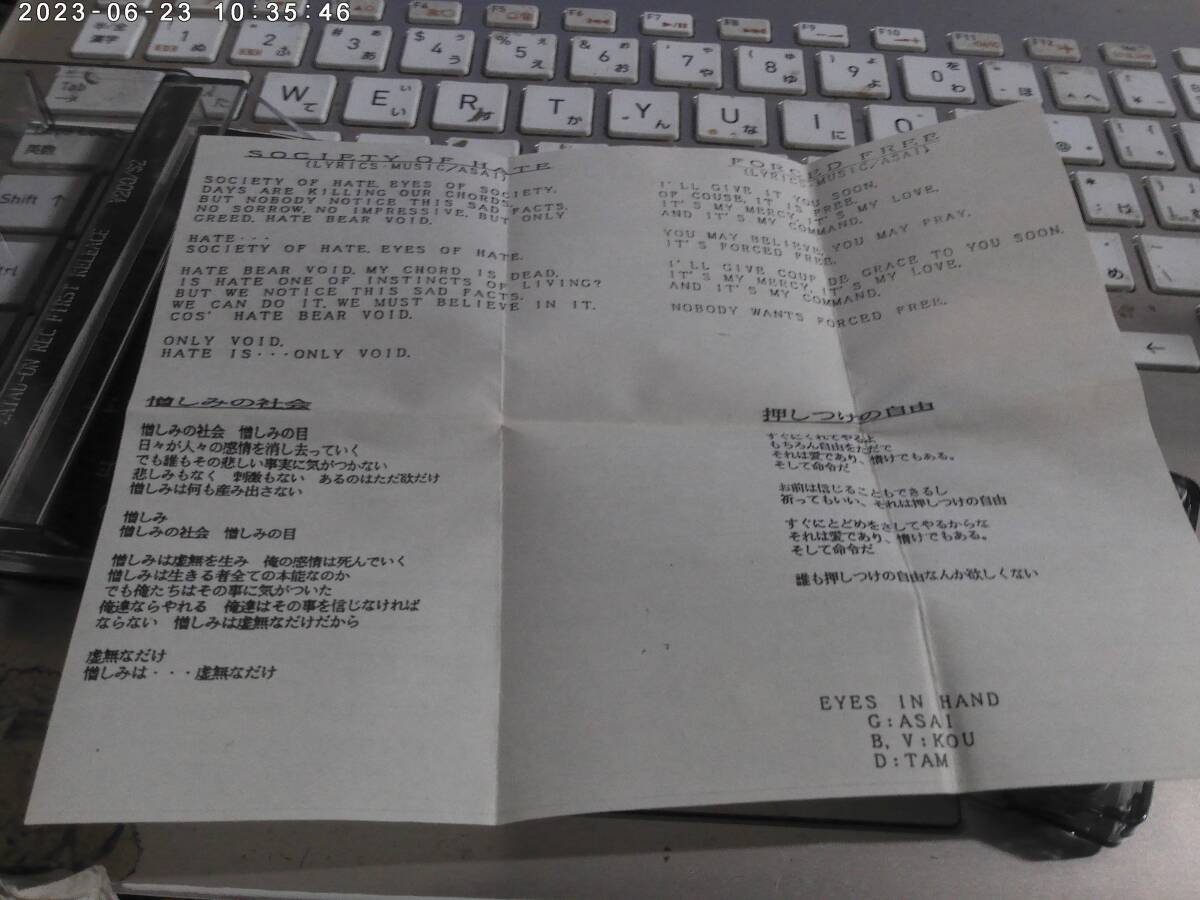 2023-06-23 10:35:46
SOCIETY OF HATE
(LYRICS・MUSIC/ASAI)
SOCIETY OF HATE. EYES OF SOCIETY.
DAYS ARE KILLING OUR CHORDS.
BUT NOBODY NOTICE THIS SAD FACTS.
NO SORROW. NO IMPRESSIVE. BUT ONLY
GREED. HATE BEAR VOID.
HATE・・・
SOCIETY OF HATE. EYES OF HATE.
HATE BEAR VOID. MY CHORD IS DEAD.
IS HATE ONE OF INSTINCTS OF LIVING?
BUT WE NOTICE THIS SAD FACTS.
WE CAN DO IT. WE MUST BELIEVE IN IT.
COS' HATE BEAR VOID.
ONLY VOID.
HATE IS・・・ONLY VOID.
FORCED FREE
(LYRICS・MUSIC/ASAI)
I'LL GIVE IT YOU SOON.
OF COUSE, IT IS FREE.
IT'S MY MERCY, IT'S MY LOVE.
AND IT'S MY COMMAND.
YOU MAY BELIEVE, YOU MAY PRAY.
IT'S FORCED FREE.
I'LL GIVE COUP DE GRACE TO YOU SOON.
IT'S MY MERCY, IT'S MY LOVE.
AND IT'S MY COMMAND.
NOBODY WANTS FORCED FREE.
憎しみの社会
憎しみの社会　憎しみの目
日々が人々の感情を消し去っていく
でも誰もその悲しい事実に気がつかない
悲しみもなく　刺激もない　あるのはただ欲だけ
憎しみは何も産み出さない
憎しみ
憎しみの社会　憎しみの目
憎しみは虚無を生み　俺の感情は死んでいく
憎しみは生きる者全ての本能なのか
でも俺たちはその事に気がついた
俺達ならやれる　俺達はその事を信じなければ
ならない　憎しみは虚無なだけだから
虚無なだけ
憎しみは・・・虚無なだけ
押しつけの自由
すぐにくれてやるよ
もちろん自由をただで
それは愛であり、情けでもある。
そして命令だ
お前は信じることもできるし
祈ってもいい、それは押しつけの自由
すぐにとどめをさしてやるからな
それは愛であり、情けでもある。
そして命令だ
誰も押しつけの自由なんか欲しくない
EYES IN HAND
G:ASAI
B, V:KOU
D:TAM
REC FIRST RELEACE
¥200/S2
Tab
英数
Shift
W て
E い
R す
T か
Y ん
U な
I に
F7
F8
F9
F10
F11
F12